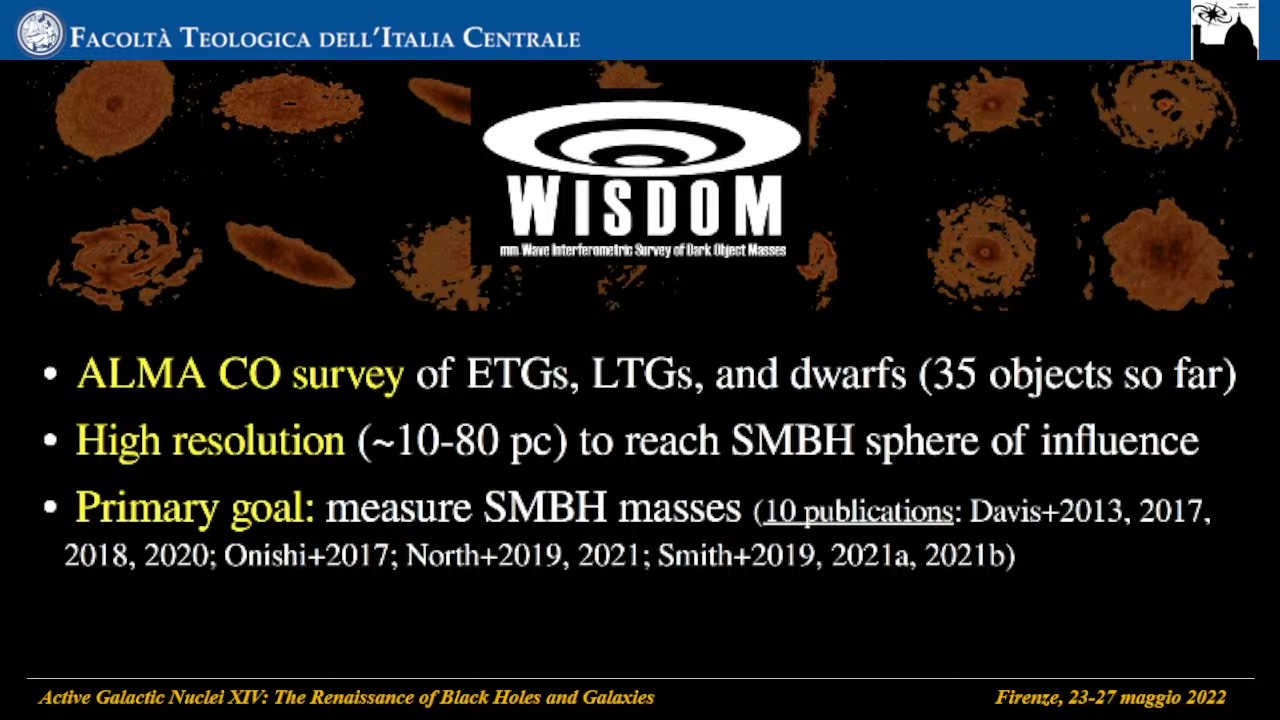 FACOLTÀ TEOLOGICA DELL'ITALIA CENTRALE
WISDOM
mm-Wave Interferometric Survey of Dark Object Masses
• ALMA CO survey of ETGs, LTGs, and dwarfs (35 objects so far)
• High resolution (~10-80 pc) to reach SMBH sphere of influence
• Primary goal: measure SMBH masses (10 publications: Davis+2013, 2017,
2018, 2020; Onishi+2017; North+2019, 2021; Smith+2019, 2021a, 2021b)
Active Galactic Nuclei XIV: The Renaissance of Black Holes and Galaxies
Firenze, 23-27 maggio 2022